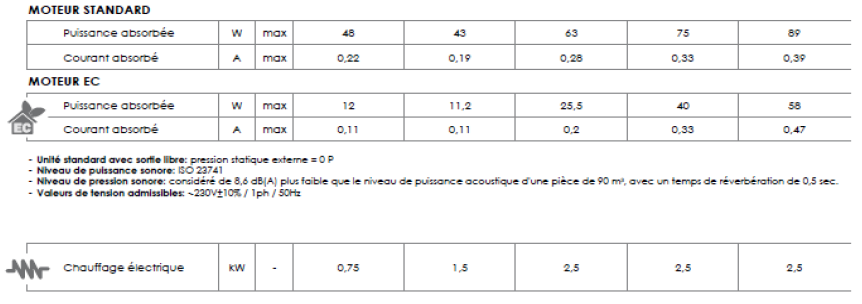 MOTEUR STANDARD
Puissance absorbée W max 48 43 63 75 89
Courant absorbé A max 0,22 0,19 0,28 0,33 0,39
MOTEUR EC
Puissance absorbée W max 12 11,2 25,5 40 58
EC Courant absorbé A max 0,11 0,11 0,2 0,33 0,47
- Unité standard avec sortie libre: pression statique externe = 0 P
- Niveau de puissance sonore: ISO 23741
- Niveau de pression sonore: considéré de 8,6 dB(A) plus faible que le niveau de puissance acoustique d'une pièce de 90 m³, avec un temps de réverbération de 0,5 sec.
- Valeurs de tension admissibles: ~230V±10% / 1ph / 50Hz
Chauffage électrique kW - 0,75 1,5 2,5 2,5 2,5